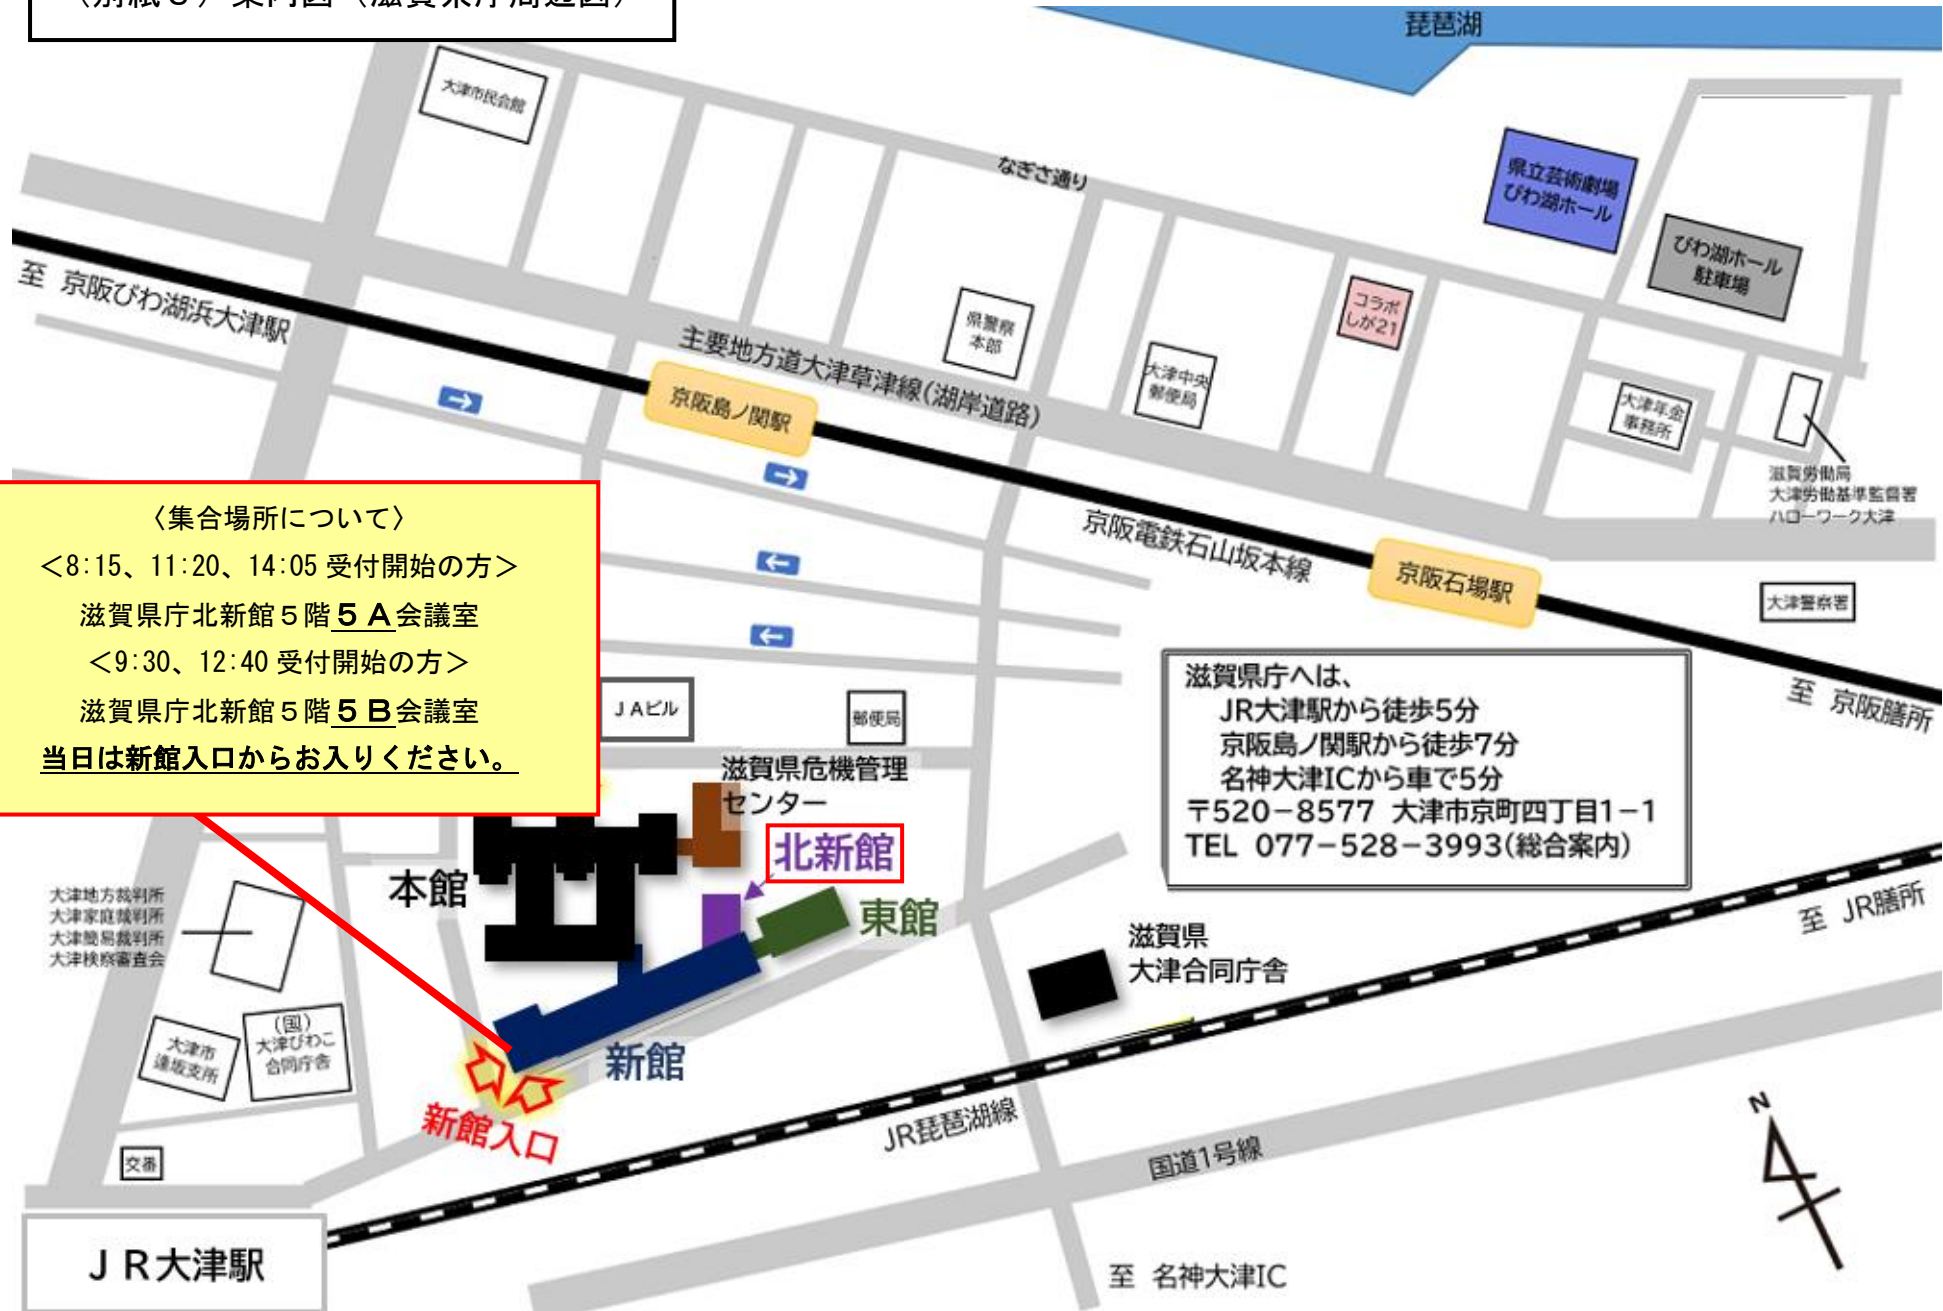 （別紙３）案内図（滋賀県庁周辺図）
琵琶湖
大津市民会館
なぎさ通り
県立芸術劇場
びわ湖ホール
びわ湖ホール
駐車場
至 京阪びわ湖浜大津駅
コラボ
しが21
県警察
本部
主要地方道大津草津線(湖岸道路)
大津中央
郵便局
京阪島ノ関駅
大津年金
事務所
滋賀労働局
大津労働基準監督署
ハローワーク大津
〈集合場所について〉
＜8:15、11:20、14:05 受付開始の方＞
滋賀県庁北新館５階５Ａ会議室
＜9:30、12:40 受付開始の方＞
滋賀県庁北新館５階５Ｂ会議室
当日は新館入口からお入りください。
京阪電鉄石山坂本線
京阪石場駅
大津警察署
至 京阪膳所
ＪＡビル
郵便局
滋賀県庁へは、
JR大津駅から徒歩5分
京阪島ノ関駅から徒歩7分
名神大津ICから車で5分
〒520－8577 大津市京町四丁目1－1
TEL 077－528－3993(総合案内)
滋賀県危機管理
センター
北新館
本館
東館
大津地方裁判所
大津家庭裁判所
大津簡易裁判所
大津検察審査会
滋賀県
大津合同庁舎
至 JR膳所
(国)
大津びわこ
合同庁舎
大津市
逢坂支所
新館
新館入口
JR琵琶湖線
国道1号線
交番
N
ＪＲ大津駅
至 名神大津IC